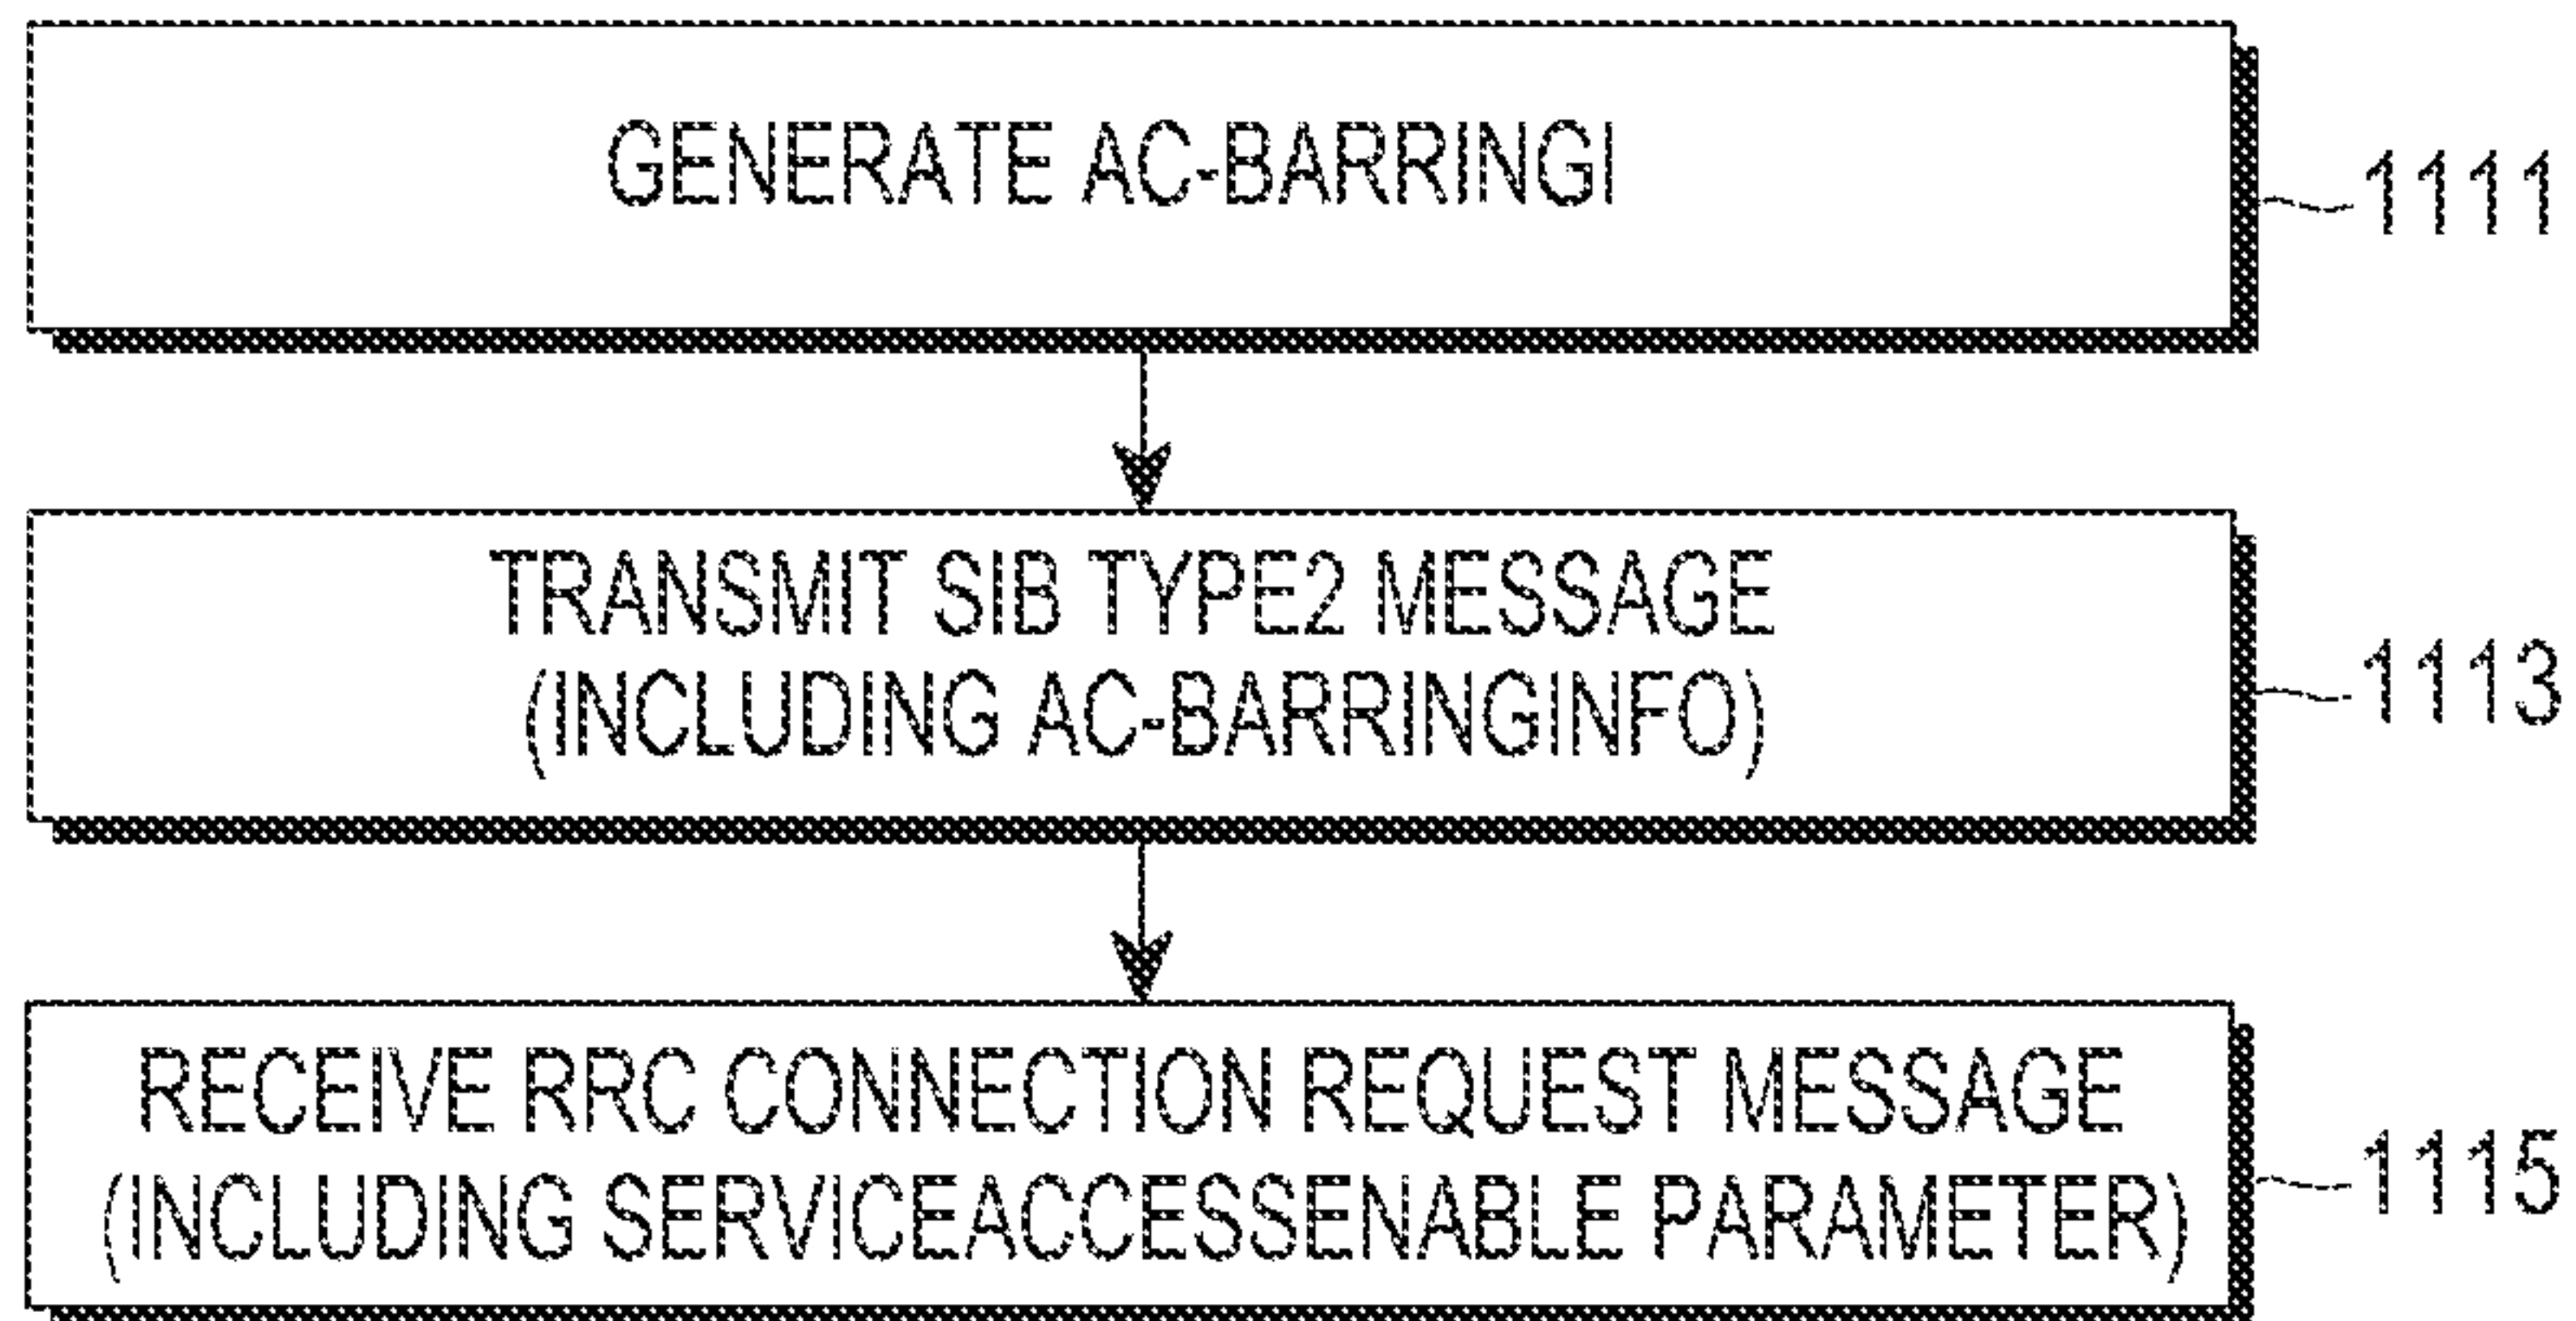 GENERATE AC-BARRINGI
1111
TRANSMIT SIB TYPE2 MESSAGE
(INCLUDING AC-BARRINGINFO)
1113
RECEIVE RRC CONNECTION REQUEST MESSAGE
(INCLUDING SERVICEACCESSENABLE PARAMETER)
1115